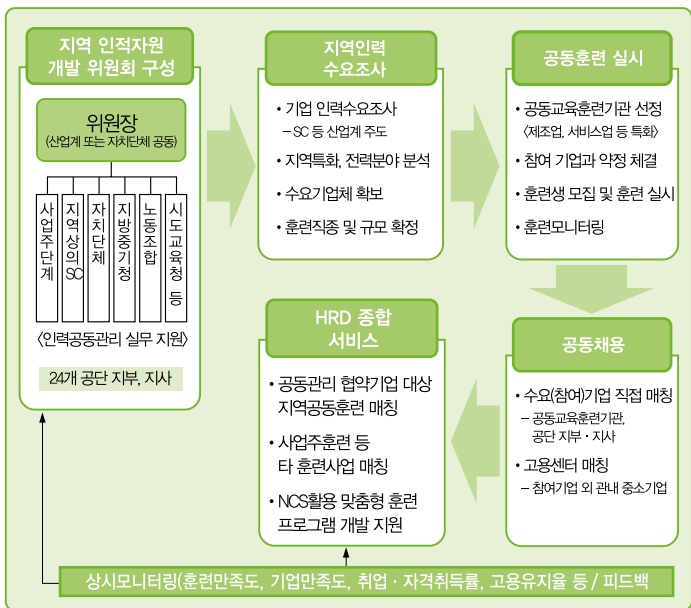 지역 인적자원
개발 위원회 구성
위원장
(산업계 또는 자치단체 공동)
사업주단계
지역상의SC
자치단체
지방중기청
노동조합
시도교육청 등
〈인력공동관리 실무 지원〉
24개 공단 지부, 지사
지역인력
수요조사
• 기업 인력수요조사
– SC 등 산업계 주도
• 지역특화, 전력분야 분석
• 수요기업체 확보
• 훈련직종 및 규모 확정
공동훈련 실시
• 공동교육훈련기관 선정
〈제조업, 서비스업 등 특화〉
• 참여 기업과 약정 체결
• 훈련생 모집 및 훈련 실시
• 훈련모니터링
공동채용
• 수요(참여)기업 직접 매칭
– 공동교육훈련기관,
공단 지부 · 지사
• 고용센터 매칭
– 참여기업 외 관내 중소기업
HRD 종합
서비스
• 공동관리 협약기업 대상
지역공동훈련 매칭
• 사업주훈련 등
타 훈련사업 매칭
• NCS활용 맞춤형 훈련
프로그램 개발 지원
상시모니터링(훈련만족도, 기업만족도, 취업 · 자격취득률, 고용유지율 등 / 피드백